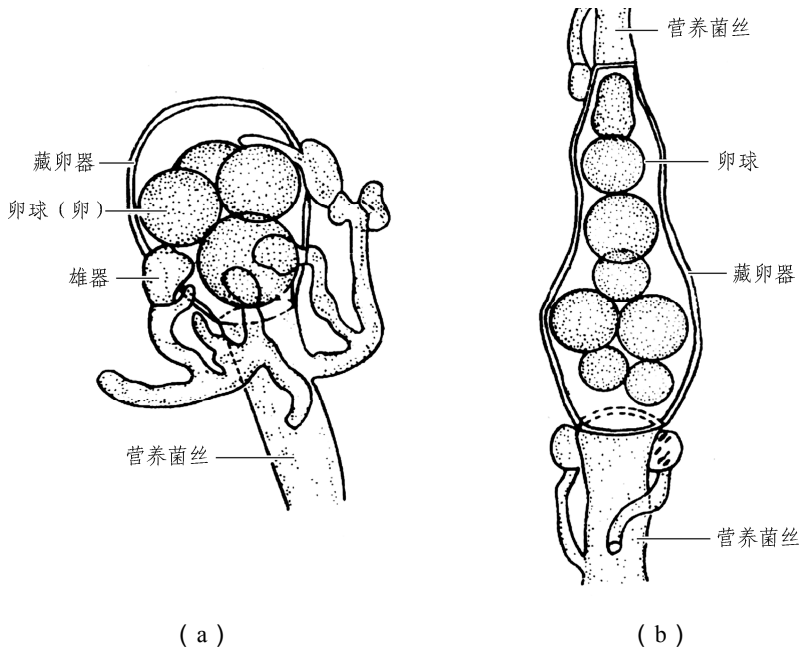 营养菌丝
藏卵器
卵球
卵球（卵）
雄器
藏卵器
营养菌丝
营养菌丝
（a）
（b）